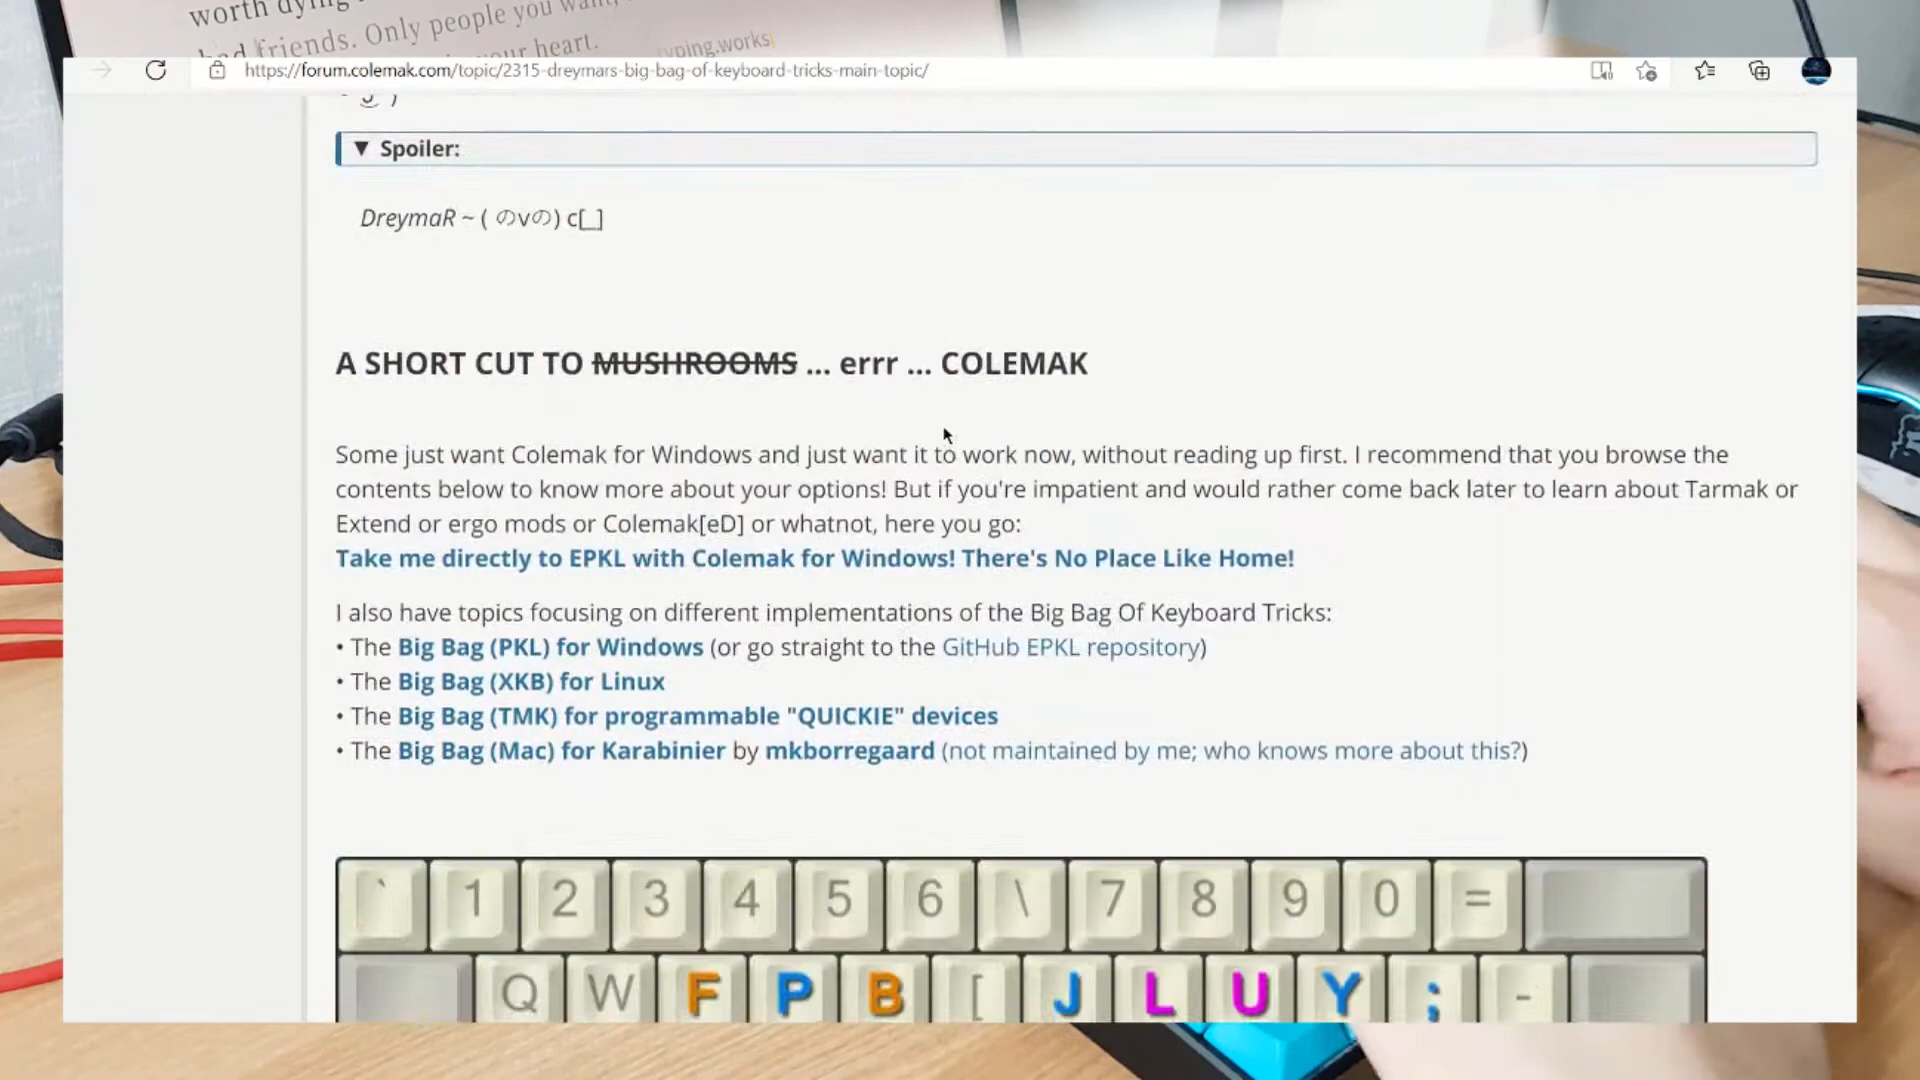 worth dying
friends. Only people you want,
your heart.
typing.works
https://forum.colemak.com/topic/2315-dreymars-big-bag-of-keyboard-tricks-main-topic/
▼ Spoiler:
DreymaR ~ ( のvの) c[_]
A SHORT CUT TO MUSHROOMS ... errr ... COLEMAK
Some just want Colemak for Windows and just want it to work now, without reading up first. I recommend that you browse the
contents below to know more about your options! But if you're impatient and would rather come back later to learn about Tarmak or
Extend or ergo mods or Colemak[eD] or whatnot, here you go:
Take me directly to EPKL with Colemak for Windows! There's No Place Like Home!
I also have topics focusing on different implementations of the Big Bag Of Keyboard Tricks:
• The Big Bag (PKL) for Windows (or go straight to the GitHub EPKL repository)
• The Big Bag (XKB) for Linux
• The Big Bag (TMK) for programmable "QUICKIE" devices
• The Big Bag (Mac) for Karabinier by mkborregaard (not maintained by me; who knows more about this?)
` 1 2 3 4 5 6 \ 7 8 9 0 =
Q W F P B [ J L U Y ; -